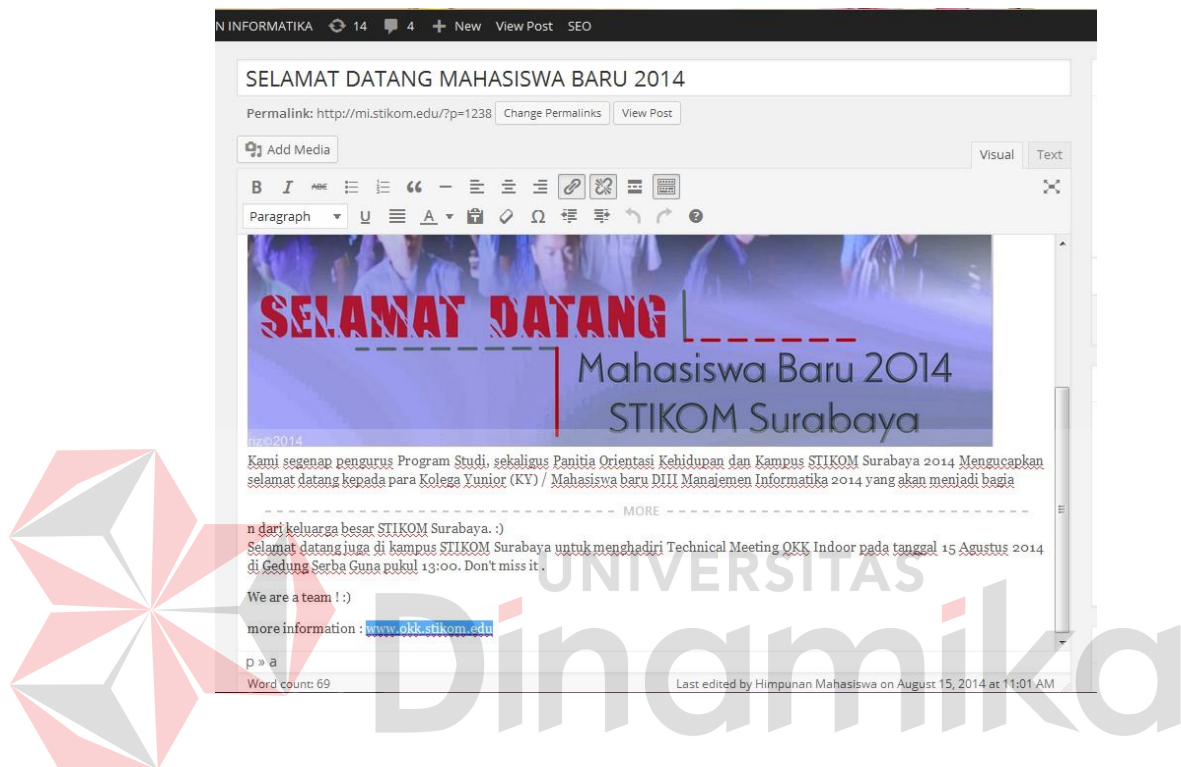 N INFORMATIKA 14 4 + New View Post SEO
SELAMAT DATANG MAHASISWA BARU 2014
Permalink: http://mi.stikom.edu/?p=1238 Change Permalinks View Post
Add Media
Visual Text
B I ABC
Paragraph U A T Ω
SELAMAT DATANG
Mahasiswa Baru 2014
STIKOM Surabaya
riz©2014
Kami segenap pengurus Program Studi, sekaligus Panitia Orientasi Kehidupan dan Kampus STIKOM Surabaya 2014 Mengucapkan
selamat datang kepada para Kolega Yunior (KY) / Mahasiswa baru DIII Manajemen Informatika 2014 yang akan menjadi bagia
MORE
n dari keluarga besar STIKOM Surabaya. :)
Selamat datang juga di kampus STIKOM Surabaya untuk menghadiri Technical Meeting OKK Indoor pada tanggal 15 Agustus 2014
di Gedung Serba Guna pukul 13:00. Don't miss it .
We are a team ! :)
more information : www.okk.stikom.edu
p » a
Word count: 69 Last edited by Himpunan Mahasiswa on August 15, 2014 at 11:01 AM
UNIVERSITAS
Dinamika